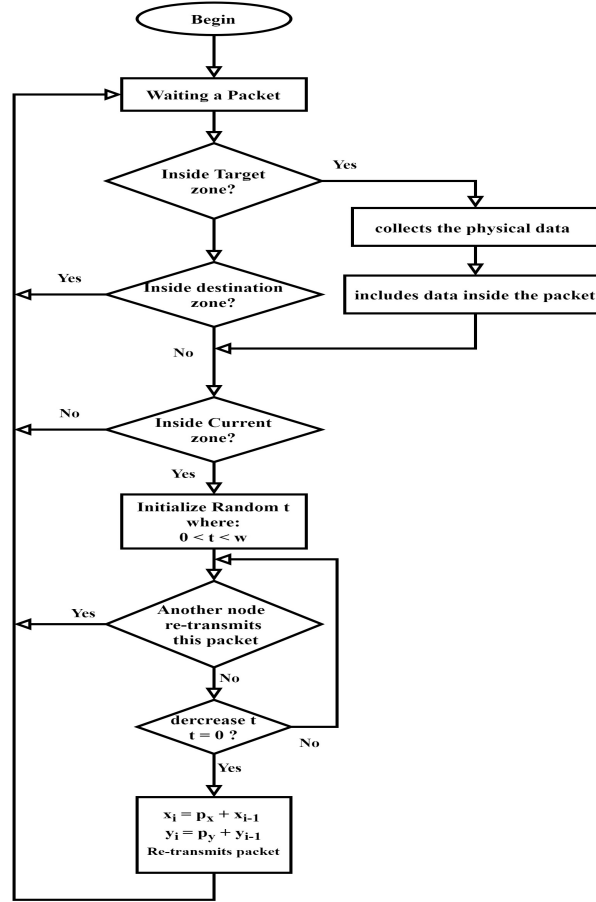 Begin
Waiting a Packet
Inside Target
zone?
Yes
collects the physical data
includes data inside the packet
Inside destination
zone?
Yes
No
Inside Current
zone?
No
Yes
Initialize Random t
where:
0 < t < w
Another node
re-transmits
this packet
Yes
No
dercrease t
t = 0 ?
No
Yes
xi = px + xi-1
yi = py + yi-1
Re-transmits packet